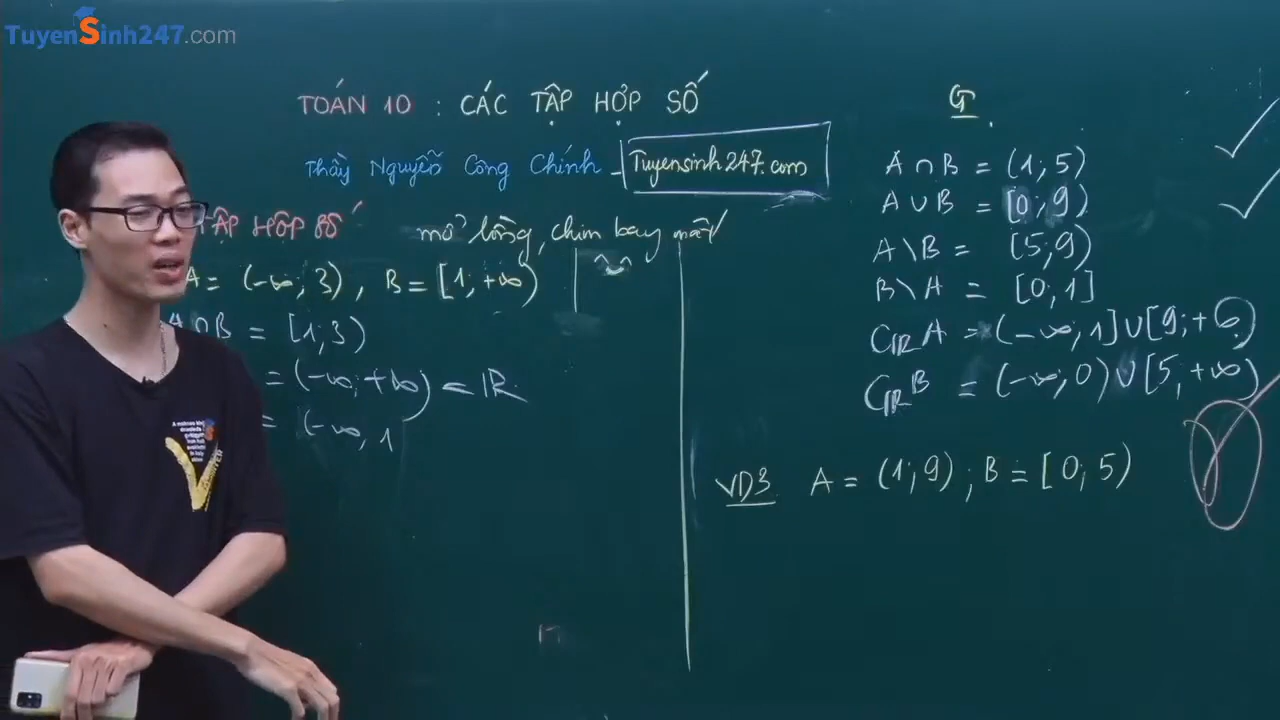 TuyenSinh247.com
TOÁN 10 : CÁC TẬP HỢP SỐ
Thầy Nguyễn Công Chính - Tuyensinh247.com
TẬP HỢP SỐ
mở lồng, chim bay mất
A = (-∞; 3), B = [1; +∞)
A∩B = [1; 3)
= (-∞; +∞) = ℝ
= (-∞, 1
G
A∩B = (1; 5)
A∪B = [0; 9)
A\B = [5; 9)
B\A = [0, 1]
CℝA = (-∞, 1]∪[9; +∞)
CℝB = (-∞, 0)∪[5, +∞)
VD3 A = (1; 9) ; B = [0; 5)